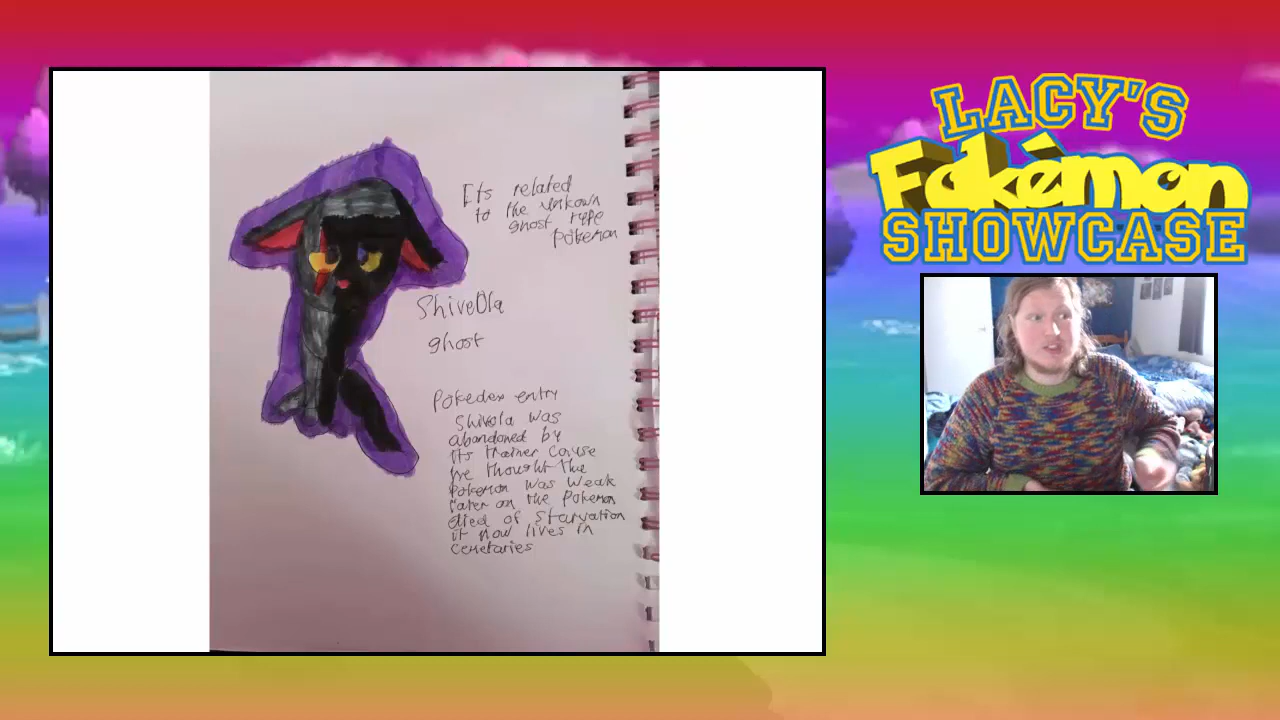 LACY'S
Fokémon
SHOWCASE
Its related
to the unkown
ghost type
pokemon
ShiveOla
ghost
Pokedex entry
Shiveola was
abandoned by
its trainer cause
he thought the
pokemon was weak
later on the pokemon
died of starvation
it now lives in
cemetaries